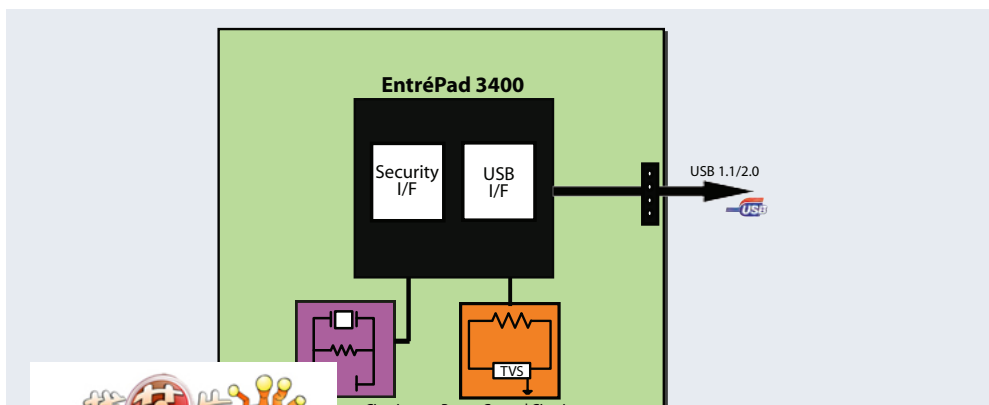 EntréPad 3400
Security
I/F
USB
I/F
USB 1.1/2.0
USB
TVS